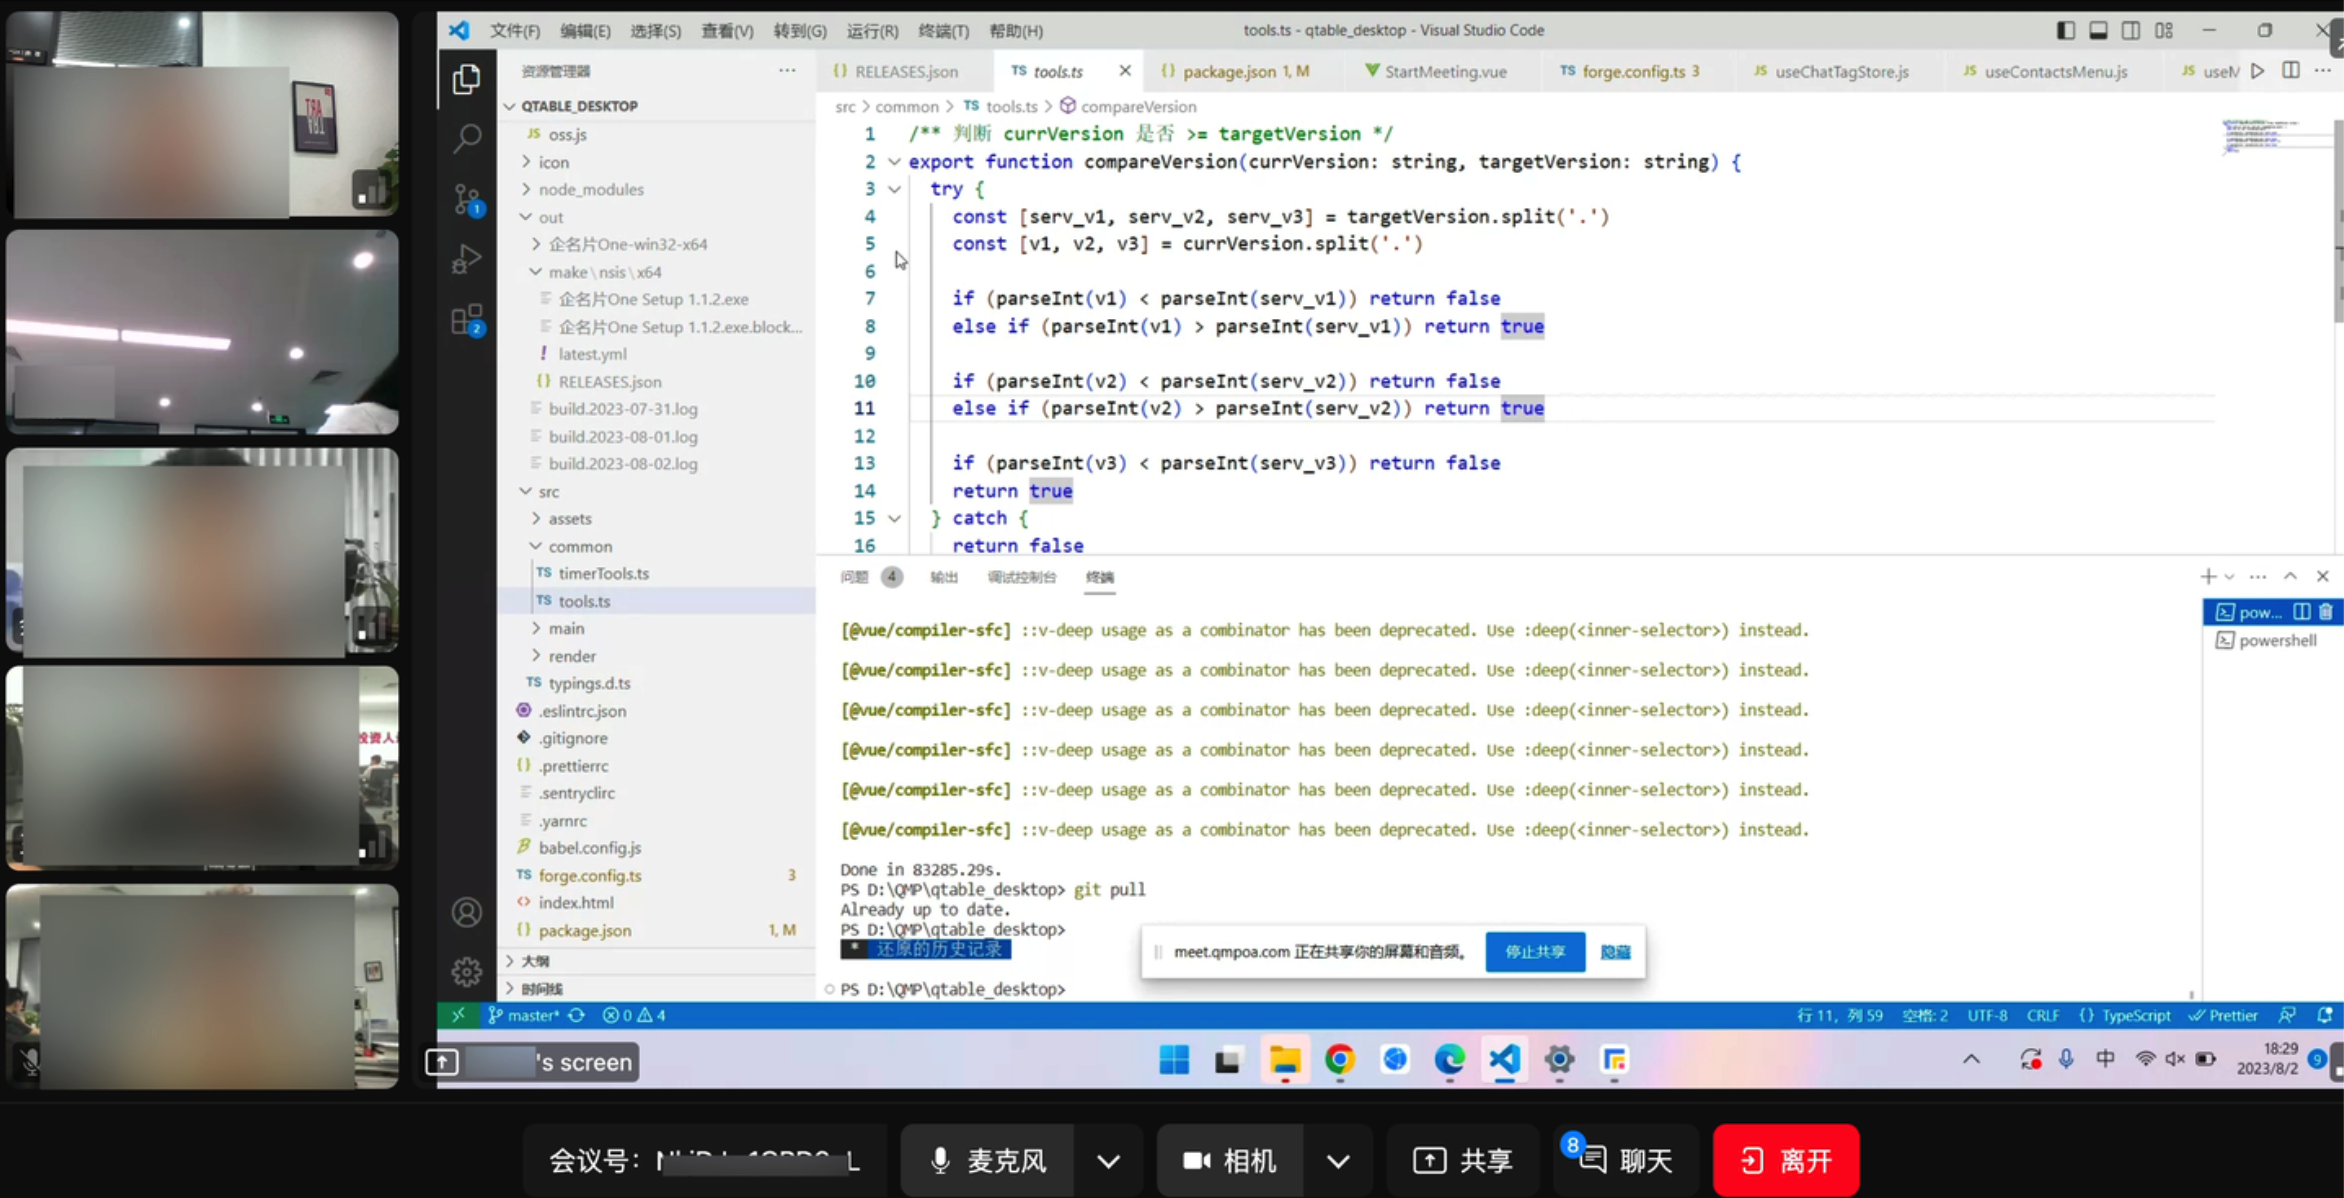 文件(F) 编辑(E) 选择(S) 查看(V) 转到(G) 运行(R) 终端(T) 帮助(H)
tools.ts - qtable_desktop - Visual Studio Code
资源管理器
RELEASES.json
TS tools.ts
package.json 1, M
StartMeeting.vue
TS forge.config.ts 3
JS useChatTagStore.js
JS useContactsMenu.js
JS useM
src > common > TS tools.ts > compareVersion
QTABLE_DESKTOP
JS oss.js
icon
node_modules
out
企名片One-win32-x64
make\nsis\x64
企名片One Setup 1.1.2.exe
企名片One Setup 1.1.2.exe.block...
! latest.yml
{} RELEASES.json
build.2023-07-31.log
build.2023-08-01.log
build.2023-08-02.log
src
assets
common
TS timerTools.ts
TS tools.ts
main
render
TS typings.d.ts
.eslintrc.json
.gitignore
{} .prettierrc
.sentryclirc
.yarnrc
babel.config.js
TS forge.config.ts 3
<> index.html
{} package.json 1, M
大纲
时间线
1 /** 判断 currVersion 是否 >= targetVersion */
2 export function compareVersion(currVersion: string, targetVersion: string) {
3 try {
4 const [serv_v1, serv_v2, serv_v3] = targetVersion.split('.')
5 const [v1, v2, v3] = currVersion.split('.')
6
7 if (parseInt(v1) < parseInt(serv_v1)) return false
8 else if (parseInt(v1) > parseInt(serv_v1)) return true
9
10 if (parseInt(v2) < parseInt(serv_v2)) return false
11 else if (parseInt(v2) > parseInt(serv_v2)) return true
12
13 if (parseInt(v3) < parseInt(serv_v3)) return false
14 return true
15 } catch {
16 return false
问题 4 输出 调试控制台 终端
[@vue/compiler-sfc] ::v-deep usage as a combinator has been deprecated. Use :deep(<inner-selector>) instead.
[@vue/compiler-sfc] ::v-deep usage as a combinator has been deprecated. Use :deep(<inner-selector>) instead.
[@vue/compiler-sfc] ::v-deep usage as a combinator has been deprecated. Use :deep(<inner-selector>) instead.
[@vue/compiler-sfc] ::v-deep usage as a combinator has been deprecated. Use :deep(<inner-selector>) instead.
[@vue/compiler-sfc] ::v-deep usage as a combinator has been deprecated. Use :deep(<inner-selector>) instead.
[@vue/compiler-sfc] ::v-deep usage as a combinator has been deprecated. Use :deep(<inner-selector>) instead.
Done in 83285.29s.
PS D:\QMP\qtable_desktop> git pull
Already up to date.
PS D:\QMP\qtable_desktop>
* 还原的历史记录
PS D:\QMP\qtable_desktop>
pow...
powershell
meet.qmpoa.com 正在共享你的屏幕和音频。 停止共享 隐藏
master* 0 4
行 11，列 59 空格: 2 UTF-8 CRLF {} TypeScript Prettier
's screen
中
18:29
2023/8/2
9
会议号：
麦克风
相机
共享
8
聊天
离开